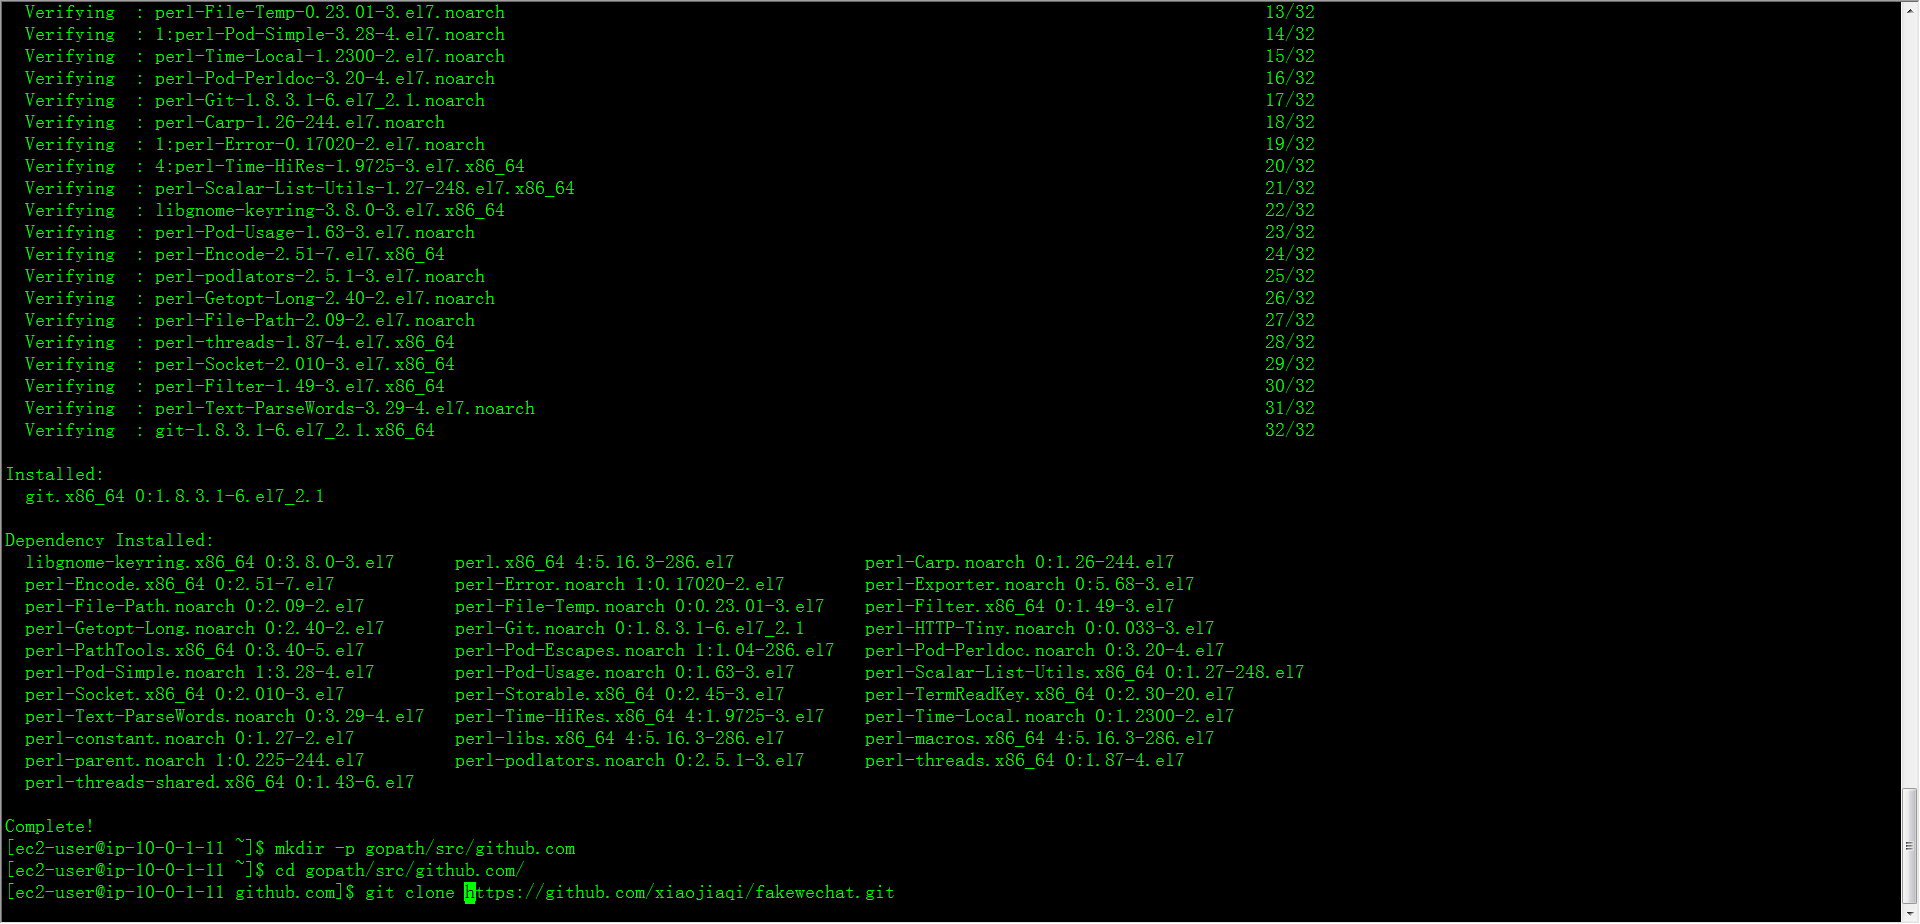 Verifying  : perl-File-Temp-0.23.01-3.el7.noarch 13/32
Verifying  : 1:perl-Pod-Simple-3.28-4.el7.noarch 14/32
Verifying  : perl-Time-Local-1.2300-2.el7.noarch 15/32
Verifying  : perl-Pod-Perldoc-3.20-4.el7.noarch 16/32
Verifying  : perl-Git-1.8.3.1-6.el7_2.1.noarch 17/32
Verifying  : perl-Carp-1.26-244.el7.noarch 18/32
Verifying  : 1:perl-Error-0.17020-2.el7.noarch 19/32
Verifying  : 4:perl-Time-HiRes-1.9725-3.el7.x86_64 20/32
Verifying  : perl-Scalar-List-Utils-1.27-248.el7.x86_64 21/32
Verifying  : libgnome-keyring-3.8.0-3.el7.x86_64 22/32
Verifying  : perl-Pod-Usage-1.63-3.el7.noarch 23/32
Verifying  : perl-Encode-2.51-7.el7.x86_64 24/32
Verifying  : perl-podlators-2.5.1-3.el7.noarch 25/32
Verifying  : perl-Getopt-Long-2.40-2.el7.noarch 26/32
Verifying  : perl-File-Path-2.09-2.el7.noarch 27/32
Verifying  : perl-threads-1.87-4.el7.x86_64 28/32
Verifying  : perl-Socket-2.010-3.el7.x86_64 29/32
Verifying  : perl-Filter-1.49-3.el7.x86_64 30/32
Verifying  : perl-Text-ParseWords-3.29-4.el7.noarch 31/32
Verifying  : git-1.8.3.1-6.el7_2.1.x86_64 32/32
Installed:
git.x86_64 0:1.8.3.1-6.el7_2.1
Dependency Installed:
libgnome-keyring.x86_64 0:3.8.0-3.el7 perl.x86_64 4:5.16.3-286.el7 perl-Carp.noarch 0:1.26-244.el7
perl-Encode.x86_64 0:2.51-7.el7 perl-Error.noarch 1:0.17020-2.el7 perl-Exporter.noarch 0:5.68-3.el7
perl-File-Path.noarch 0:2.09-2.el7 perl-File-Temp.noarch 0:0.23.01-3.el7 perl-Filter.x86_64 0:1.49-3.el7
perl-Getopt-Long.noarch 0:2.40-2.el7 perl-Git.noarch 0:1.8.3.1-6.el7_2.1 perl-HTTP-Tiny.noarch 0:0.033-3.el7
perl-PathTools.x86_64 0:3.40-5.el7 perl-Pod-Escapes.noarch 1:1.04-286.el7 perl-Pod-Perldoc.noarch 0:3.20-4.el7
perl-Pod-Simple.noarch 1:3.28-4.el7 perl-Pod-Usage.noarch 0:1.63-3.el7 perl-Scalar-List-Utils.x86_64 0:1.27-248.el7
perl-Socket.x86_64 0:2.010-3.el7 perl-Storable.x86_64 0:2.45-3.el7 perl-TermReadKey.x86_64 0:2.30-20.el7
perl-Text-ParseWords.noarch 0:3.29-4.el7 perl-Time-HiRes.x86_64 4:1.9725-3.el7 perl-Time-Local.noarch 0:1.2300-2.el7
perl-constant.noarch 0:1.27-2.el7 perl-libs.x86_64 4:5.16.3-286.el7 perl-macros.x86_64 4:5.16.3-286.el7
perl-parent.noarch 1:0.225-244.el7 perl-podlators.noarch 0:2.5.1-3.el7 perl-threads.x86_64 0:1.87-4.el7
perl-threads-shared.x86_64 0:1.43-6.el7
Complete!
[ec2-user@ip-10-0-1-11 ~]$ mkdir -p gopath/src/github.com
[ec2-user@ip-10-0-1-11 ~]$ cd gopath/src/github.com/
[ec2-user@ip-10-0-1-11 github.com]$ git clone https://github.com/xiaojiaqi/fakewechat.git